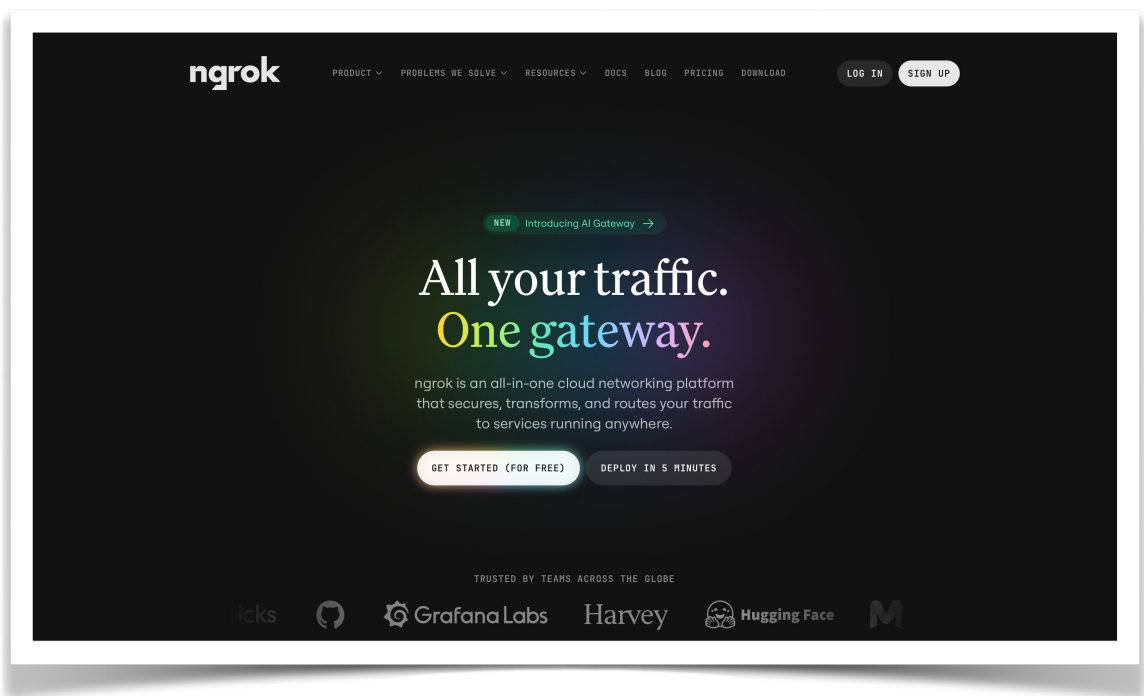 ngrok
PRODUCT PROBLEMS WE SOLVE RESOURCES DOCS BLOG PRICING DOWNLOAD
LOG IN SIGN UP
NEW Introducing AI Gateway →
All your traffic.
One gateway.
ngrok is an all-in-one cloud networking platform
that secures, transforms, and routes your traffic
to services running anywhere.
GET STARTED (FOR FREE) DEPLOY IN 5 MINUTES
TRUSTED BY TEAMS ACROSS THE GLOBE
ricks Grafana Labs Harvey Hugging Face